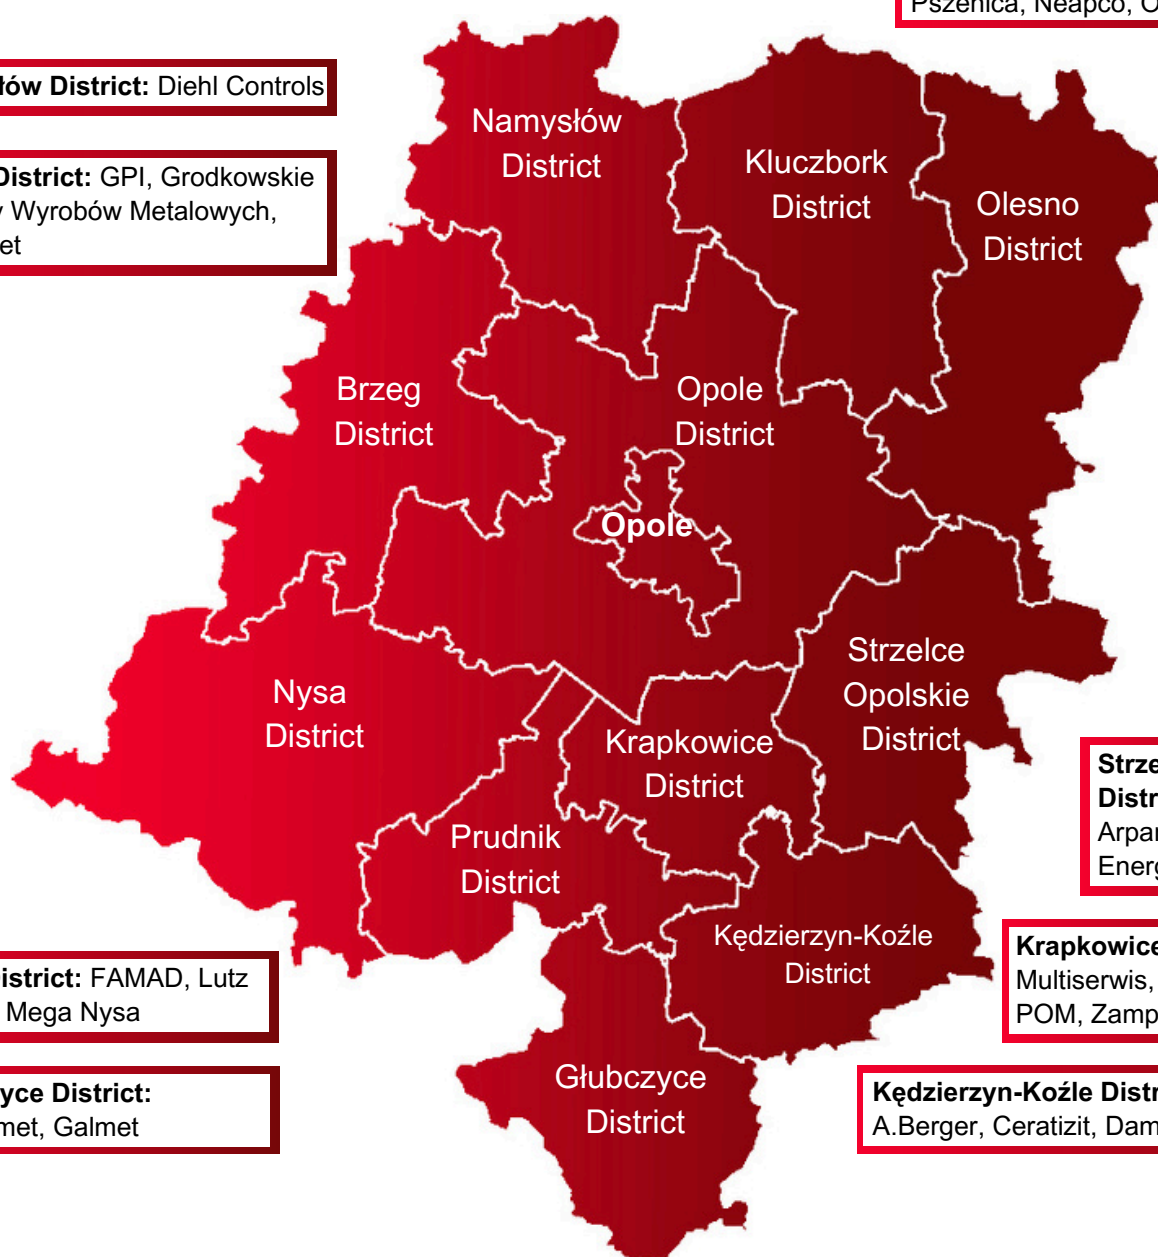 Pszenica, Neapco, O
łów District: Diehl Controls
District: GPI, Grodkowskie
y Wyrobów Metalowych,
et
Namysłów
District
Kluczbork
District
Olesno
District
Brzeg
District
Opole
District
Opole
Nysa
District
Strzelce
Opolskie
District
Krapkowice
District
Prudnik
District
Kędzierzyn-Koźle
District
Głubczyce
District
Strze
Distr
Arpa
Energ
Krapkowice
Multiserwis,
POM, Zamp
istrict: FAMAD, Lutz
Mega Nysa
yce District:
met, Galmet
Kędzierzyn-Koźle Distr
A.Berger, Ceratizit, Dam